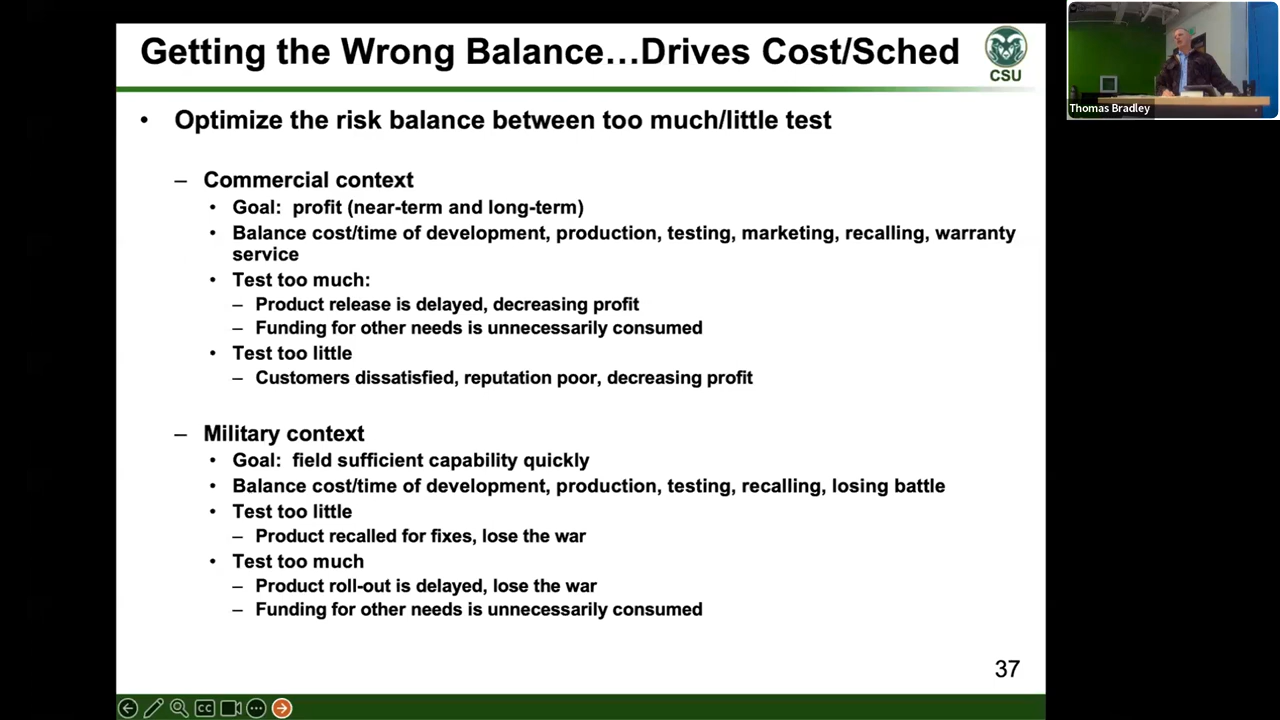 Getting the Wrong Balance…Drives Cost/Sched
CSU
Thomas Bradley
• Optimize the risk balance between too much/little test
– Commercial context
• Goal: profit (near-term and long-term)
• Balance cost/time of development, production, testing, marketing, recalling, warranty
service
• Test too much:
– Product release is delayed, decreasing profit
– Funding for other needs is unnecessarily consumed
• Test too little
– Customers dissatisfied, reputation poor, decreasing profit
– Military context
• Goal: field sufficient capability quickly
• Balance cost/time of development, production, testing, recalling, losing battle
• Test too little
– Product recalled for fixes, lose the war
• Test too much
– Product roll-out is delayed, lose the war
– Funding for other needs is unnecessarily consumed
37
CC